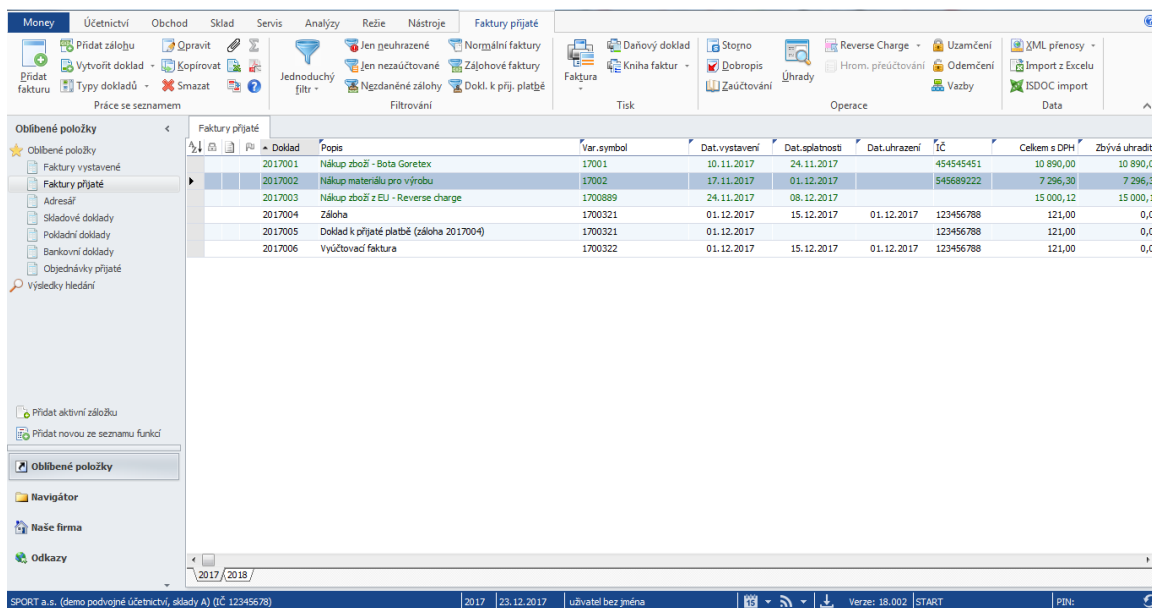 Money Účetnictví Obchod Sklad Servis Analýzy Režie Nástroje Faktury přijaté
Přidat zálohu Opravit Jen neuhrazené Normální faktury Daňový doklad Storno Reverse Charge Uzamčení XML přenosy
Vytvořit doklad Kopírovat Jen nezaúčtované Zálohové faktury Kniha faktur Dobropis Hrom. přeúčtování Odemčení Import z Excelu
Přidat fakturu Typy dokladů Smazat Jednoduchý filtr Nezdaněné zálohy Dokl. k přij. platbě Faktura Zaúčtování Úhrady Vazby ISDOC import
Práce se seznamem Filtrování Tisk Operace Data
Oblíbené položky Faktury přijaté
Oblíbené položky
Faktury vystavené
Faktury přijaté
Adresář
Skladové doklady
Pokladní doklady
Bankovní doklady
Objednávky přijaté
Výsledky hledání
Doklad Popis Var.symbol Dat.vystavení Dat.splatnosti Dat.uhrazení IČ Celkem s DPH Zbývá uhradit
2017001 Nákup zboží - Bota Goretex 17001 10.11.2017 24.11.2017 454545451 10 890,00 10 890,0
2017002 Nákup materiálu pro výrobu 17002 17.11.2017 01.12.2017 545689222 7 296,30 7 296,3
2017003 Nákup zboží z EU - Reverse charge 1700889 24.11.2017 08.12.2017 15 000,12 15 000,1
2017004 Záloha 1700321 01.12.2017 15.12.2017 01.12.2017 123456788 121,00 0,0
2017005 Doklad k přijaté platbě (záloha 2017004) 1700321 01.12.2017 123456788 121,00 0,0
2017006 Vyúčtovací faktura 1700322 01.12.2017 15.12.2017 01.12.2017 123456788 121,00 0,0
Přidat aktivní záložku
Přidat novou ze seznamu funkcí
Oblíbené položky
Navigátor
Naše firma
Odkazy
2017 2018
SPORT a.s. (demo podvojné účetnictví, sklady A) (IČ 12345678) 2017 23.12.2017 uživatel bez jména 15 Verze: 18.002 START PIN: